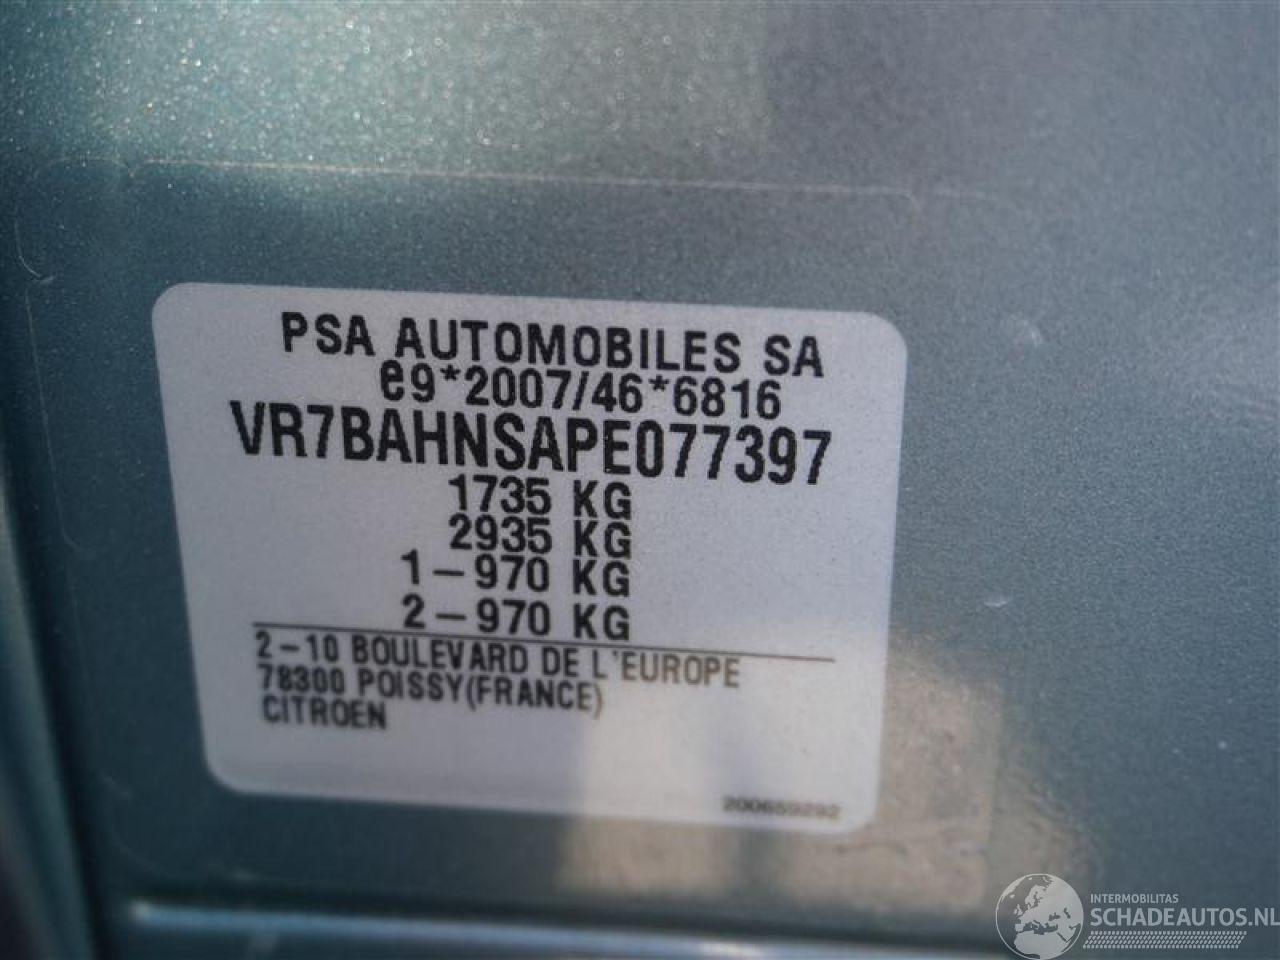 PSA AUTOMOBILES SA
e9*2007/46*6816
VR7BAHNSAPE077397
1735 KG
2935 KG
1-970 KG
2-970 KG
2-10 BOULEVARD DE L'EUROPE
78300 POISSY(FRANCE)
CITROEN
200659292
INTERMOBILITAS
SCHADEAUTOS.NL